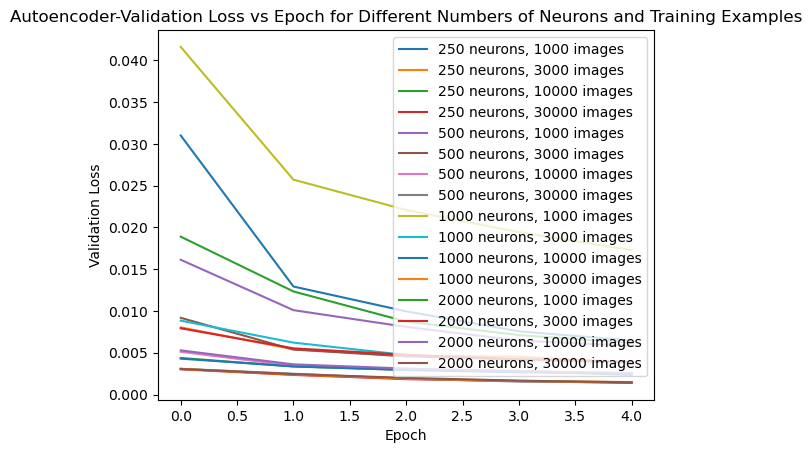 Autoencoder-Validation Loss vs Epoch for Different Numbers of Neurons and Training Examples
0.040
0.035
0.030
0.025
0.020
0.015
0.010
0.005
0.000
Validation Loss
250 neurons, 1000 images
250 neurons, 3000 images
250 neurons, 10000 images
250 neurons, 30000 images
500 neurons, 1000 images
500 neurons, 3000 images
500 neurons, 10000 images
500 neurons, 30000 images
1000 neurons, 1000 images
1000 neurons, 3000 images
1000 neurons, 10000 images
1000 neurons, 30000 images
2000 neurons, 1000 images
2000 neurons, 3000 images
2000 neurons, 10000 images
2000 neurons, 30000 images
0.0 0.5 1.0 1.5 2.0 2.5 3.0 3.5 4.0
Epoch